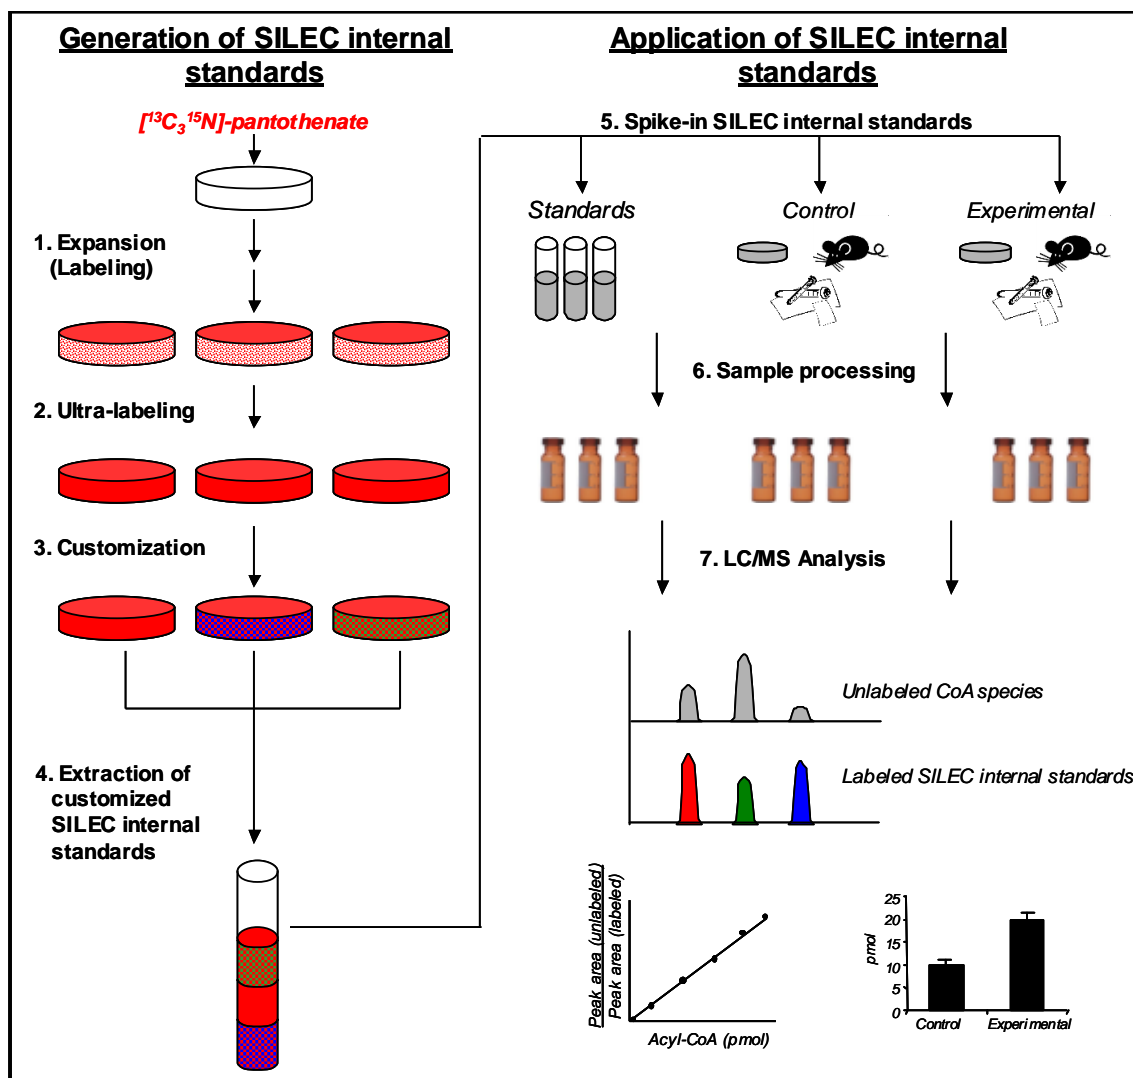 Generation of SILEC internal
standards
[¹³C₃¹⁵N]-pantothenate
1. Expansion
(Labeling)
2. Ultra-labeling
3. Customization
4. Extraction of
customized
SILEC internal
standards
Application of SILEC internal
standards
5. Spike-in SILEC internal standards
Standards
Control
Experimental
6. Sample processing
7. LC/MS Analysis
Unlabeled CoA species
Labeled SILEC internal standards
Peak area (unlabeled)
Peak area (labeled)
Acyl-CoA (pmol)
pmol
25
20
15
10
5
0
Control
Experimental